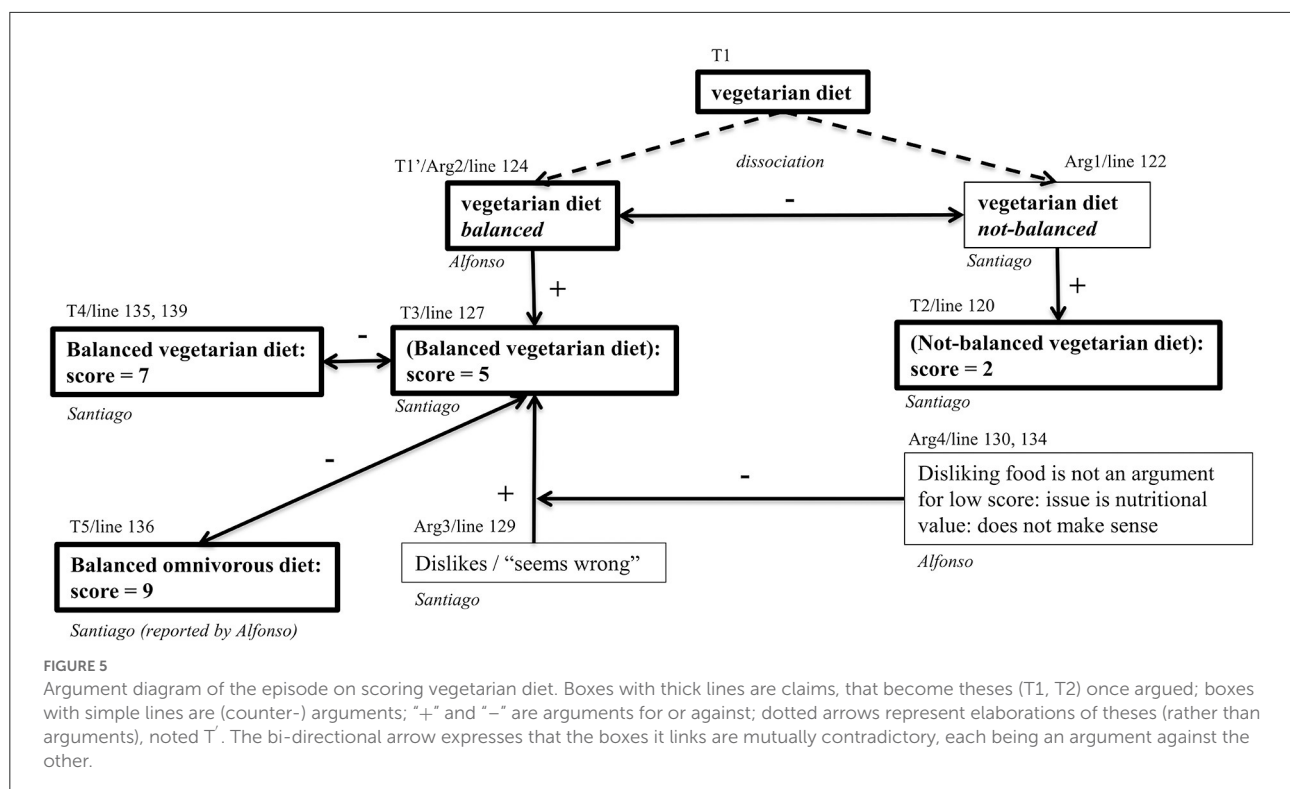 T1
vegetarian diet
T1'/Arg2/line 124
dissociation
Arg1/line 122
vegetarian diet
balanced
-
vegetarian diet
not-balanced
Alfonso
Santiago
+
+
T4/line 135, 139
T3/line 127
T2/line 120
Balanced vegetarian diet:
score = 7
-
(Balanced vegetarian diet):
score = 5
(Not-balanced vegetarian diet):
score = 2
Santiago
Santiago
Santiago
Arg4/line 130, 134
-
-
Disliking food is not an argument
for low score: issue is nutritional
value: does not make sense
+
T5/line 136
Arg3/line 129
Balanced omnivorous diet:
score = 9
Dislikes / “seems wrong”
Alfonso
Santiago
Santiago (reported by Alfonso)
FIGURE 5
Argument diagram of the episode on scoring vegetarian diet. Boxes with thick lines are claims, that become theses (T1, T2) once argued; boxes
with simple lines are (counter-) arguments; “+” and “–” are arguments for or against; dotted arrows represent elaborations of theses (rather than
arguments), noted T′. The bi-directional arrow expresses that the boxes it links are mutually contradictory, each being an argument against the
other.